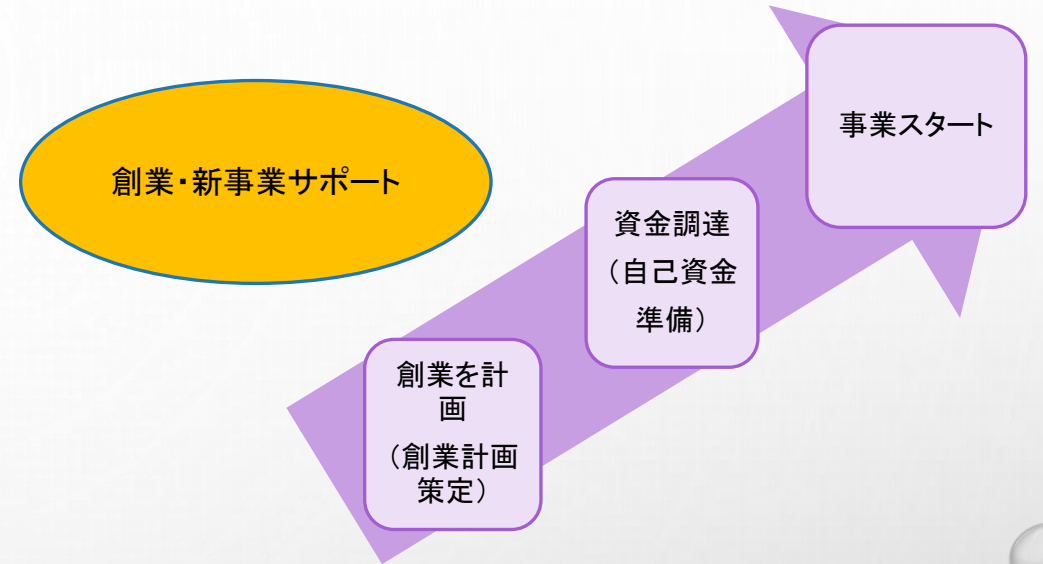 創業・新事業サポート
事業スタート
資金調達
（自己資金
準備）
創業を計
画
（創業計画
策定）